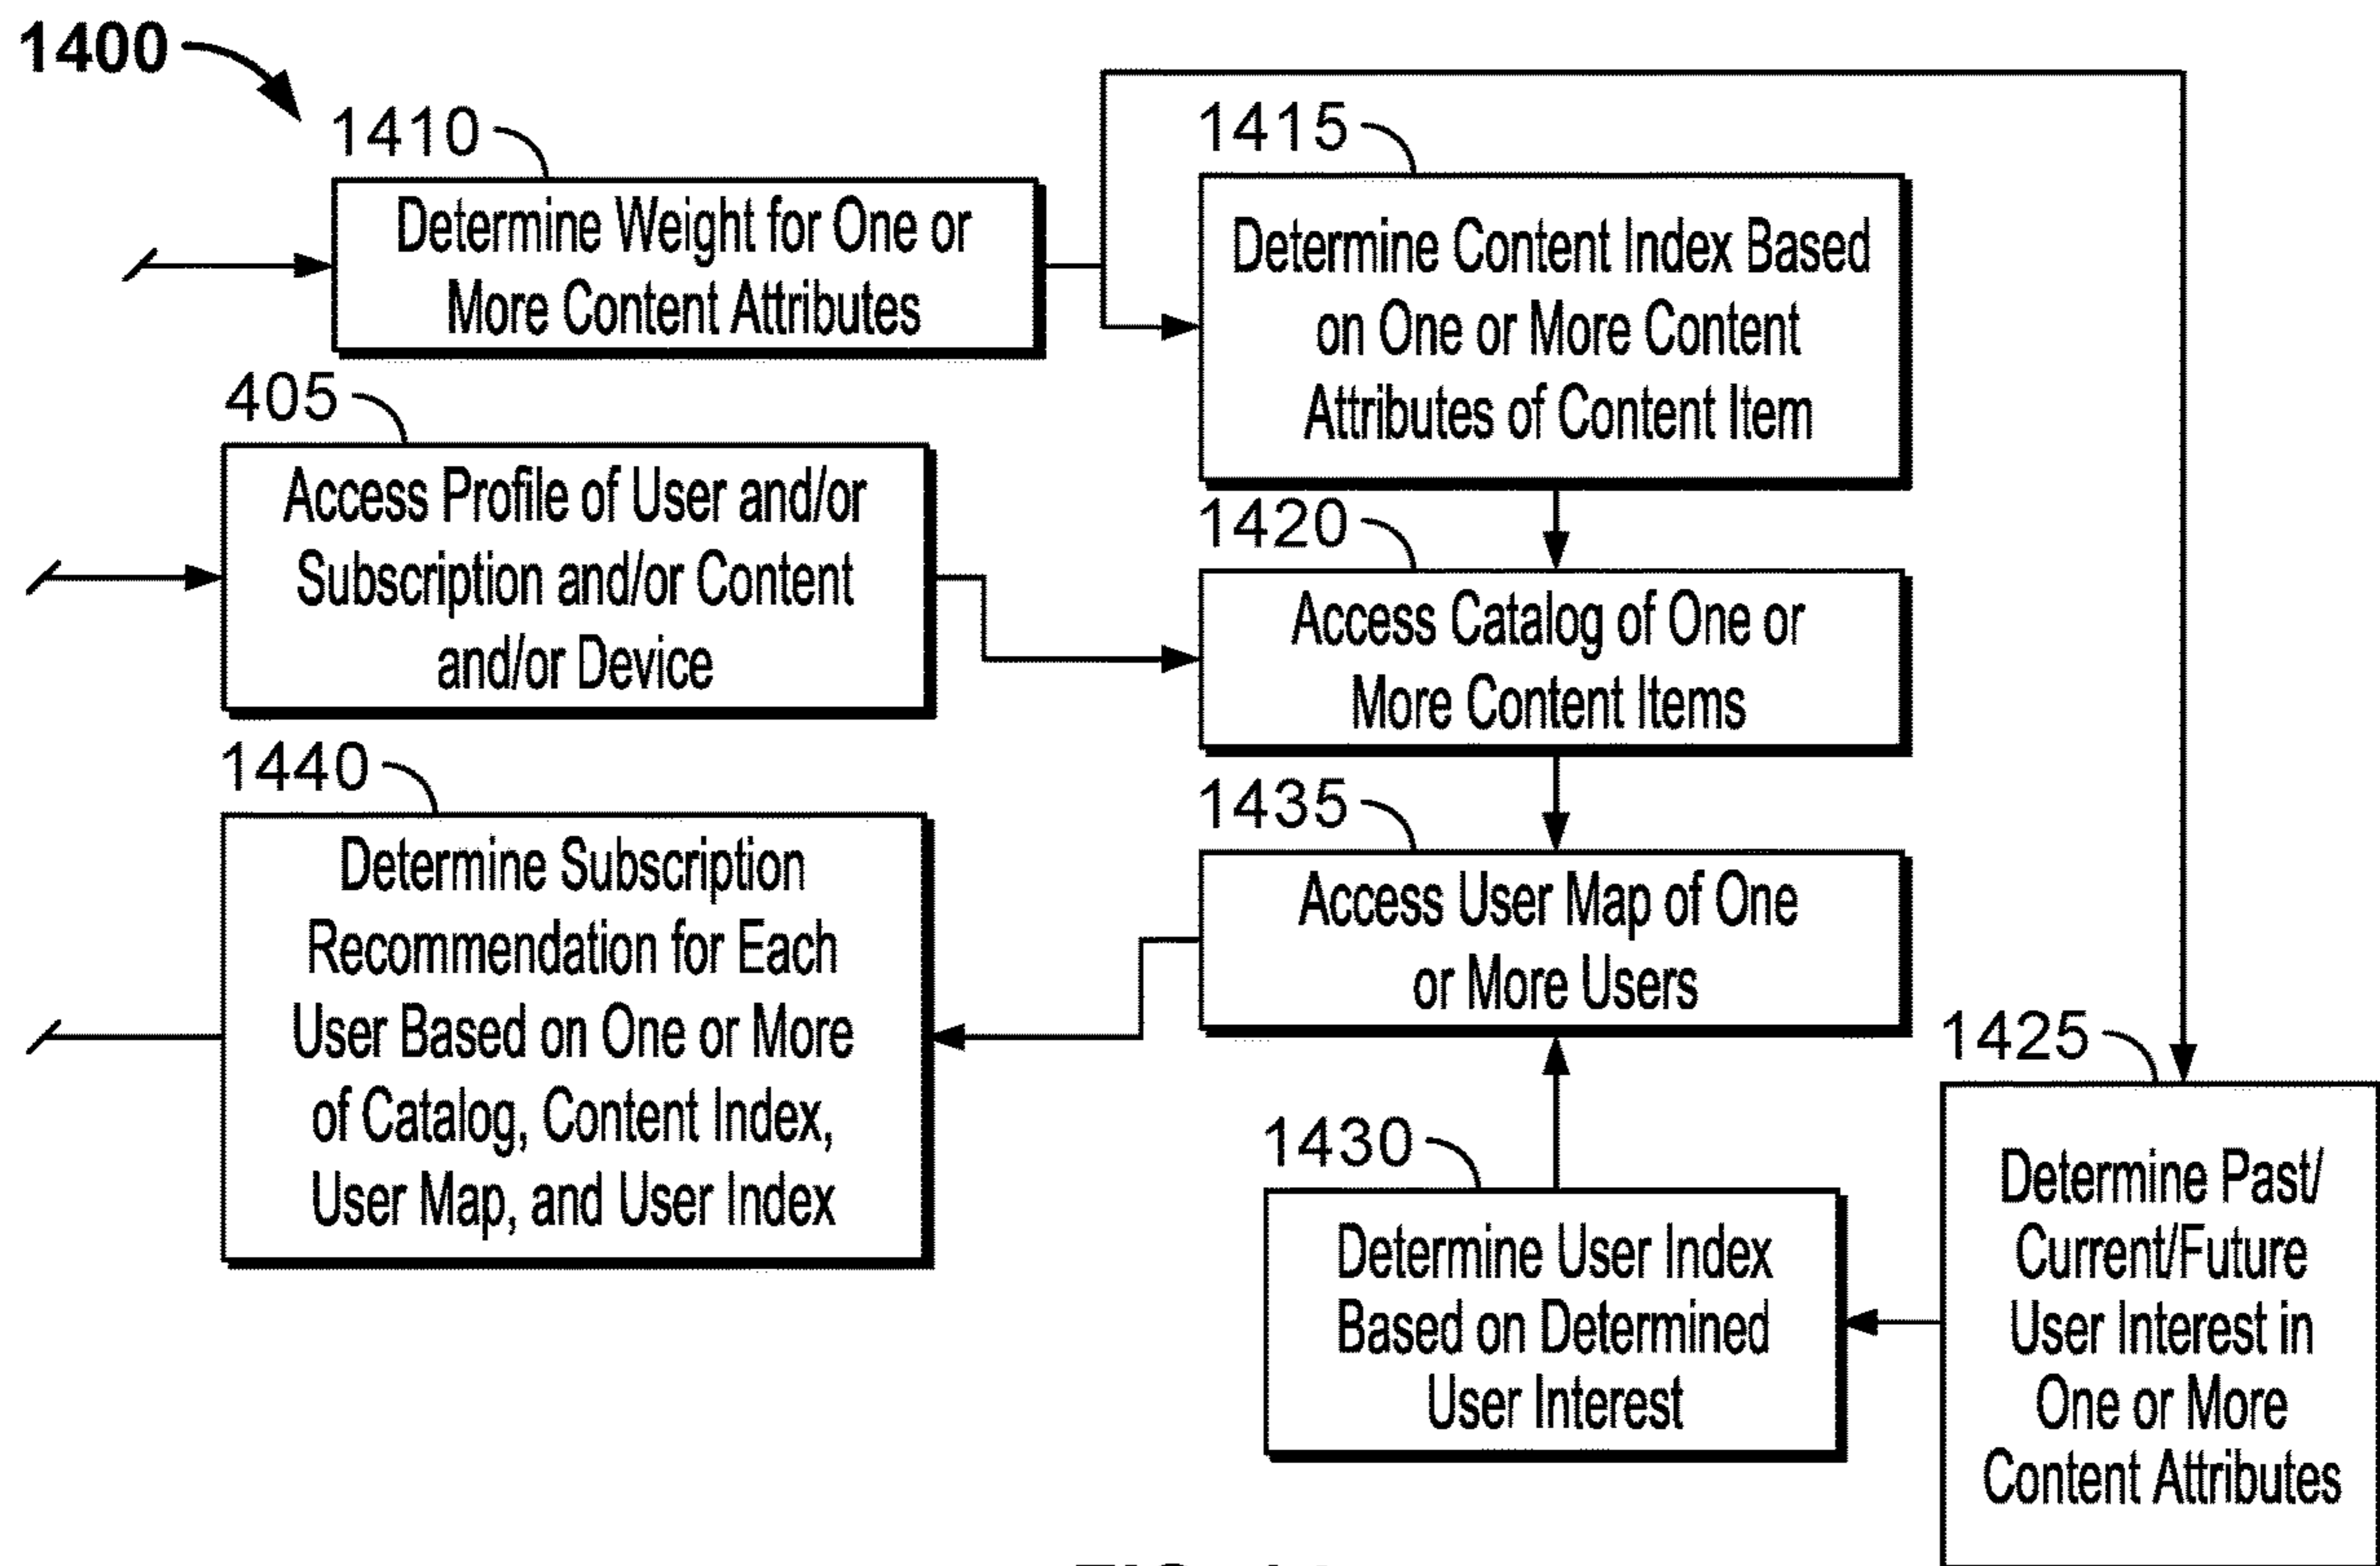 1400
1410
Determine Weight for One or
More Content Attributes
1415
Determine Content Index Based
on One or More Content
Attributes of Content Item
405
Access Profile of User and/or
Subscription and/or Content
and/or Device
1420
Access Catalog of One or
More Content Items
1440
Determine Subscription
Recommendation for Each
User Based on One or More
of Catalog, Content Index,
User Map, and User Index
1435
Access User Map of One
or More Users
1430
Determine User Index
Based on Determined
User Interest
1425
Determine Past/
Current/Future
User Interest in
One or More
Content Attributes